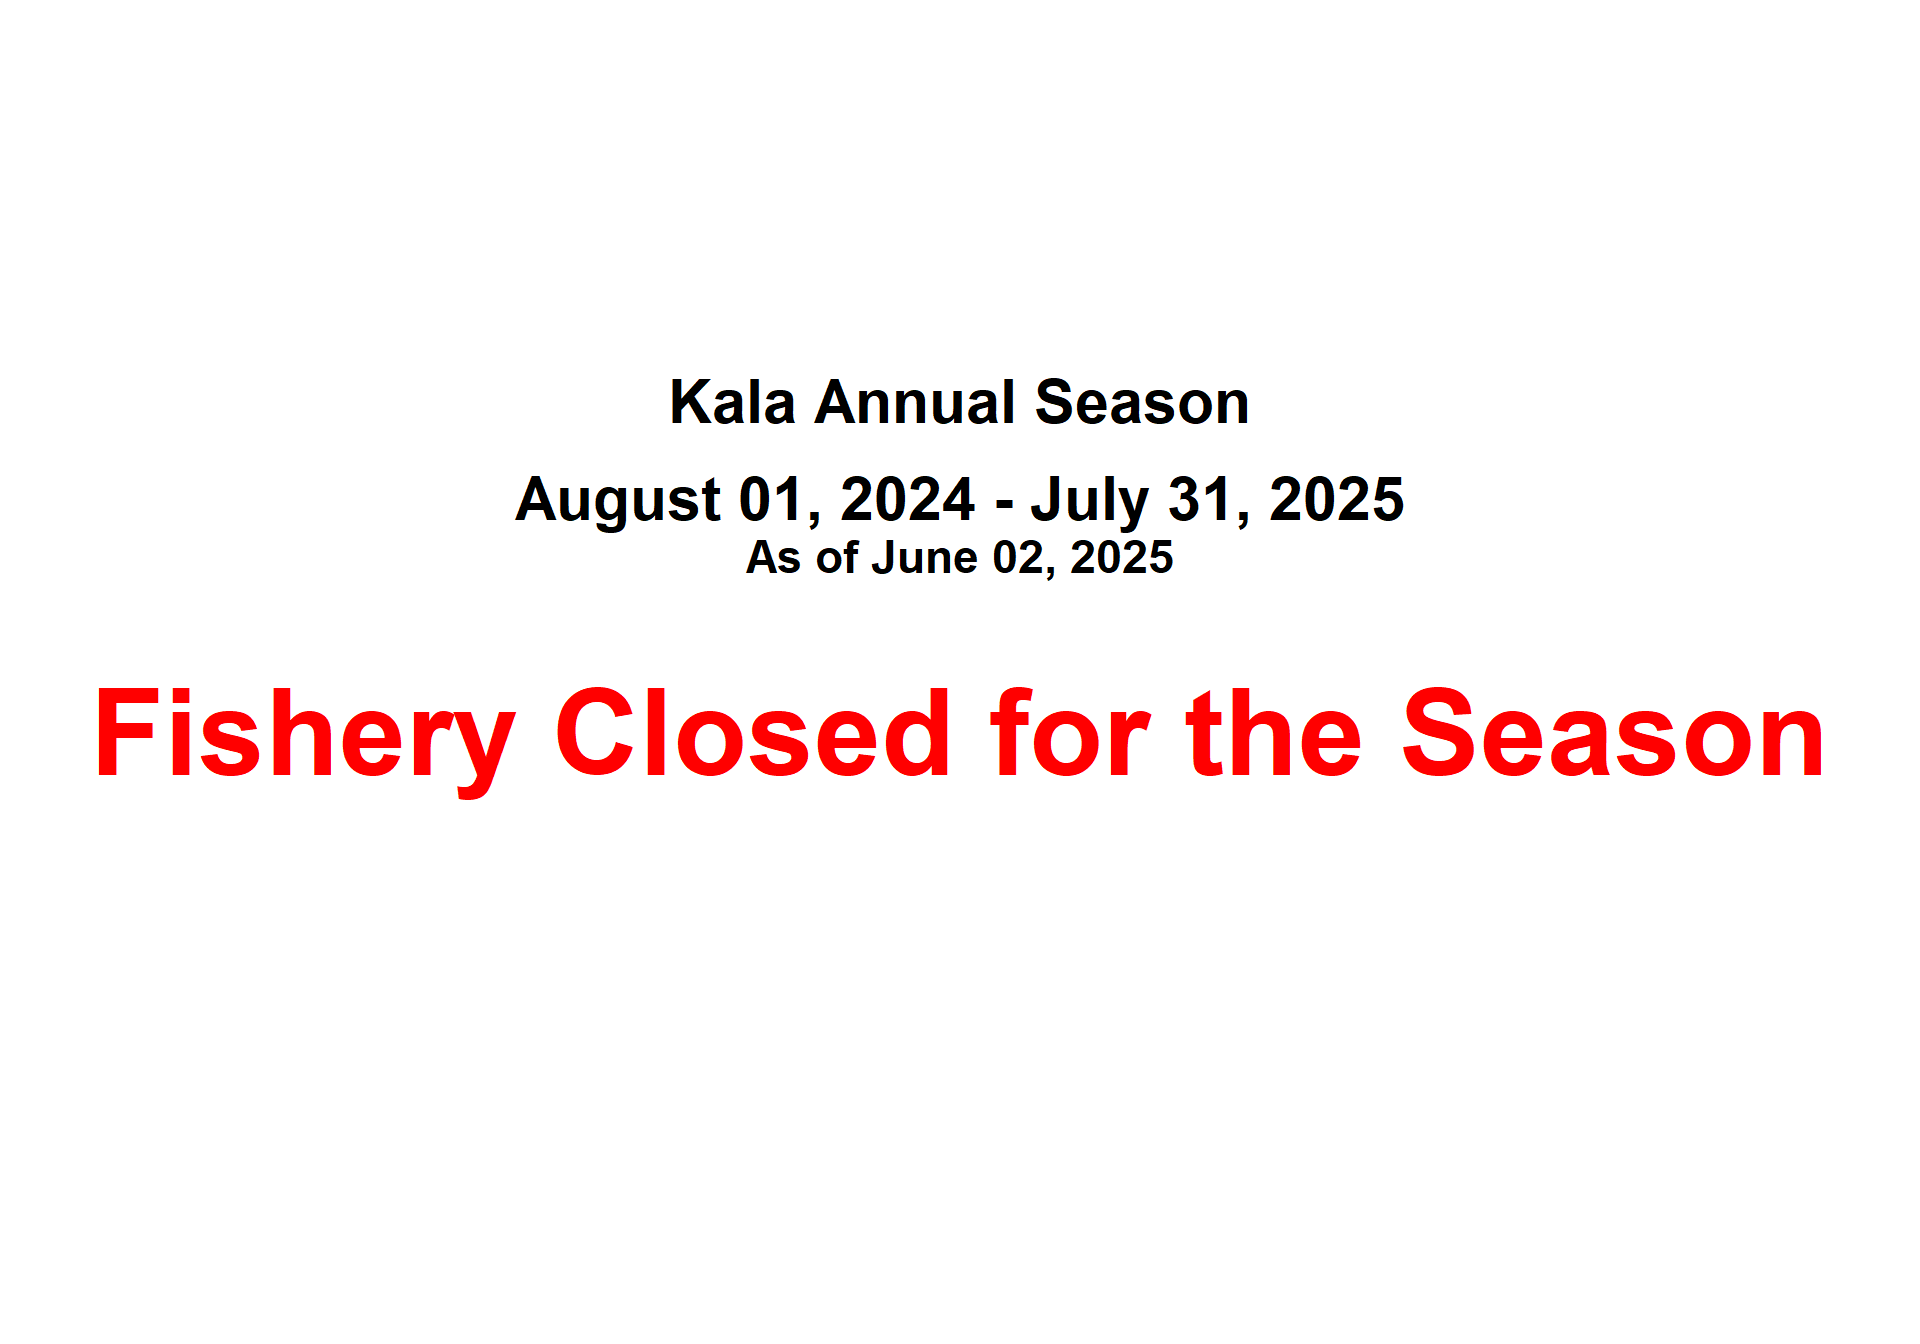 Kala Annual Season
August 01, 2024 - July 31, 2025
As of June 02, 2025
Fishery Closed for the Season